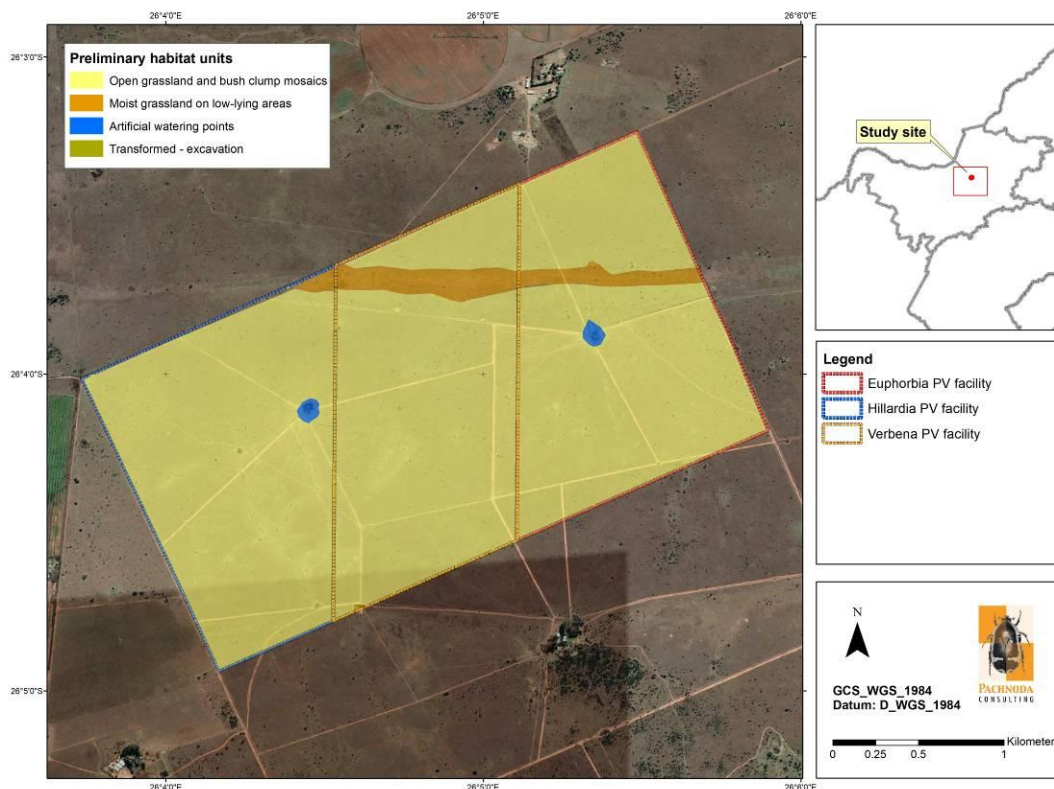 26°4'0"E
26°5'0"E
26°6'0"E
26°3'0"S
26°4'0"S
26°5'0"S
Preliminary habitat units
Open grassland and bush clump mosaics
Moist grassland on low-lying areas
Artificial watering points
Transformed - excavation
Study site
Legend
Euphorbia PV facility
Hillardia PV facility
Verbena PV facility
N
GCS_WGS_1984
Datum: D_WGS_1984
PACHNODA
CONSULTING
Kilometer
0 0.25 0.5 1
26°4'0"E
26°5'0"E
26°6'0"E